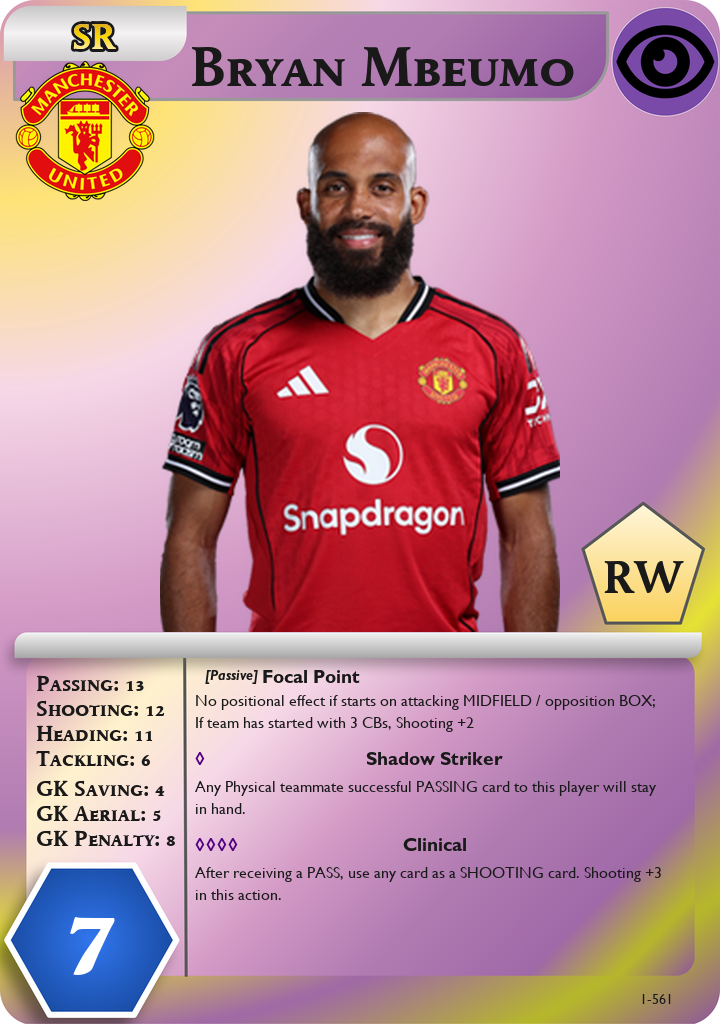 SR
Bryan Mbeumo
MANCHESTER
UNITED
Snapdragon
RW
Passing: 13
Shooting: 12
Heading: 11
Tackling: 6
GK Saving: 4
GK Aerial: 5
GK Penalty: 8
7
[Passive] Focal Point
No positional effect if starts on attacking MIDFIELD / opposition BOX;
If team has started with 3 CBs, Shooting +2
Shadow Striker
Any Physical teammate successful PASSING card to this player will stay
in hand.
Clinical
After receiving a PASS, use any card as a SHOOTING card. Shooting +3
in this action.
1-561